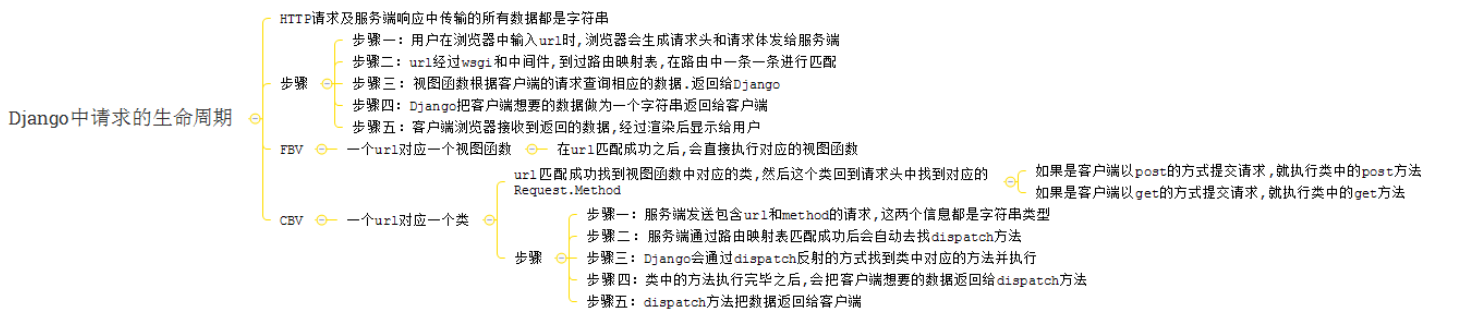 Django中请求的生命周期
HTTP请求及服务端响应中传输的所有数据都是字符串
步骤
步骤一: 用户在浏览器中输入url时,浏览器会生成请求头和请求体发给服务端
步骤二: url经过wsgi和中间件,到过路由映射表,在路由中一条一条进行匹配
步骤三: 视图函数根据客户端的请求查询相应的数据.返回给Django
步骤四: Django把客户端想要的数据做为一个字符串返回给客户端
步骤五: 客户端浏览器接收到返回的数据,经过渲染后显示给用户
FBV
一个url对应一个视图函数
在url匹配成功之后,会直接执行对应的视图函数
CBV
一个url对应一个类
url匹配成功找到视图函数中对应的类,然后这个类回到请求头中找到对应的
Request.Method
如果是客户端以post的方式提交请求,就执行类中的post方法
如果是客户端以get的方式提交请求,就执行类中的get方法
步骤
步骤一: 服务端发送包含url和method的请求,这两个信息都是字符串类型
步骤二: 服务端通过路由映射表匹配成功后会自动去找dispatch方法
步骤三: Django会通过dispatch反射的方式找到类中对应的方法并执行
步骤四: 类中的方法执行完毕之后,会把客户端想要的数据返回给dispatch方法
步骤五: dispatch方法把数据返回给客户端